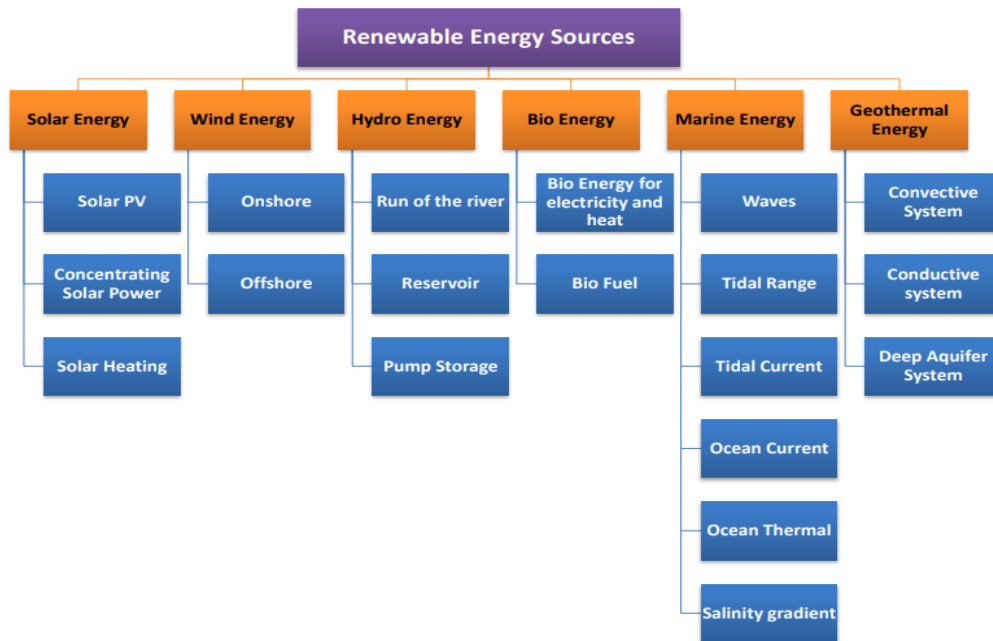 Renewable Energy Sources
Solar Energy
Wind Energy
Hydro Energy
Bio Energy
Marine Energy
Geothermal
Energy
Solar PV
Concentrating
Solar Power
Solar Heating
Onshore
Offshore
Run of the river
Reservoir
Pump Storage
Bio Energy for
electricity and
heat
Bio Fuel
Waves
Tidal Range
Tidal Current
Ocean Current
Ocean Thermal
Salinity gradient
Convective
System
Conductive
system
Deep Aquifer
System